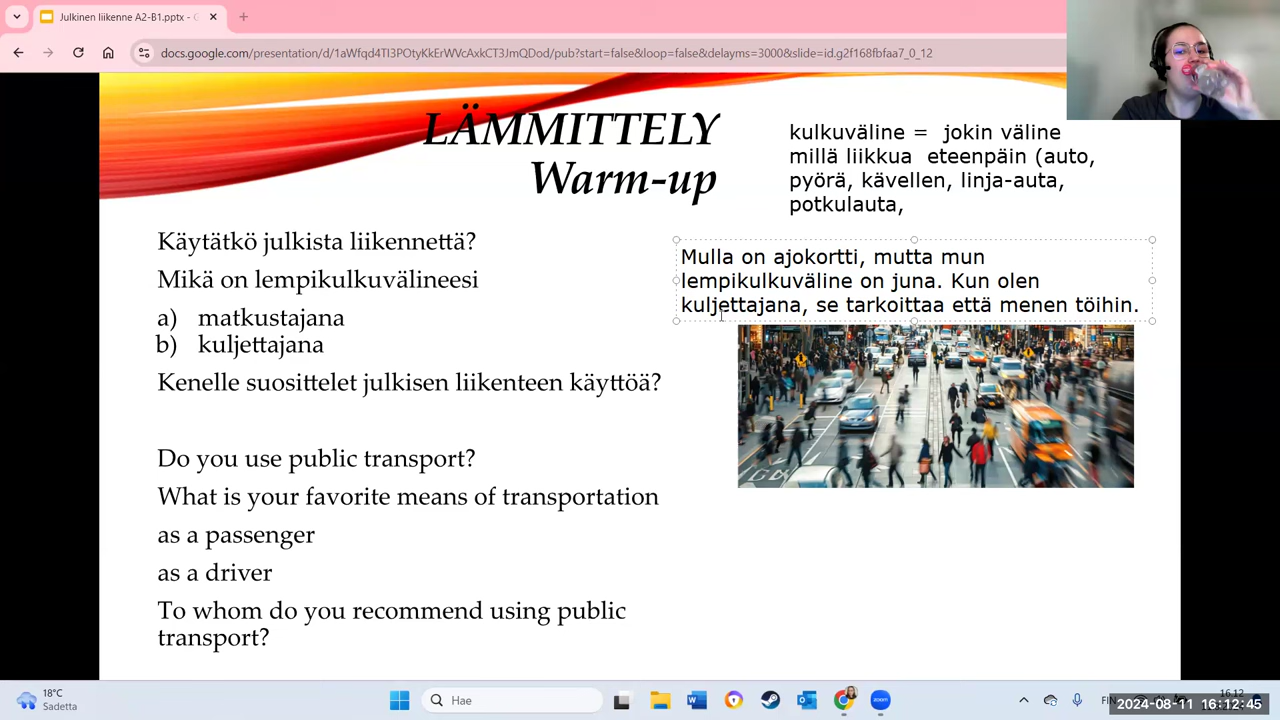 Julkinen liikenne A2-B1.pptx - G
docs.google.com/presentation/d/1aWfqd4TI3POtyKkErWVcAxjCT3JmQDod/pub?start=false&loop=false&delayms=3000&slide=id.g2f168fbfaa7_0_12
LÄMMITTELY
Warm-up
kulkuväline = jokin väline
millä liikkua eteenpäin (auto,
pyörä, kävellen, linja-auta,
potkulauta,
Käytätkö julkista liikennettä?
Mikä on lempikulkuvälineesi
a) matkustajana
b) kuljettajana
Kenelle suosittelet julkisen liikenteen käyttöä?
Mulla on ajokortti, mutta mun
lempikulkuväline on juna. Kun olen
kuljettajana, se tarkoittaa että menen töihin.
Do you use public transport?
What is your favorite means of transportation
as a passenger
as a driver
To whom do you recommend using public
transport?
18°C
Sadetta
Hae
FIN
16.12
2024-08-11 16:12:45